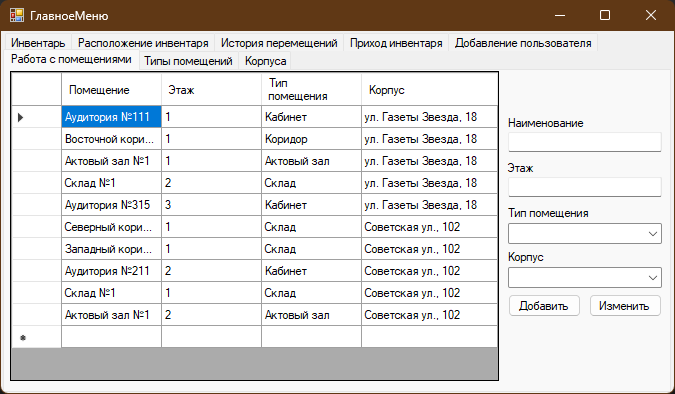 ГлавноеМеню
Инвентарь Расположение инвентаря История перемещений Приход инвентаря Добавление пользователя
Работа с помещениями Типы помещений Корпуса
Помещение Этаж Тип помещения Корпус
Аудитория №111 1 Кабинет ул. Газеты Звезда, 18
Восточной кори... 1 Коридор ул. Газеты Звезда, 18
Актовый зал №1 1 Актовый зал ул. Газеты Звезда, 18
Склад №1 2 Склад ул. Газеты Звезда, 18
Аудитория №315 3 Кабинет ул. Газеты Звезда, 18
Северный кори... 1 Склад Советская ул., 102
Западный кори... 1 Склад Советская ул., 102
Аудитория №211 2 Кабинет Советская ул., 102
Склад №1 1 Склад Советская ул., 102
Актовый зал №1 2 Актовый зал Советская ул., 102
Наименование
Этаж
Тип помещения
Корпус
Добавить Изменить